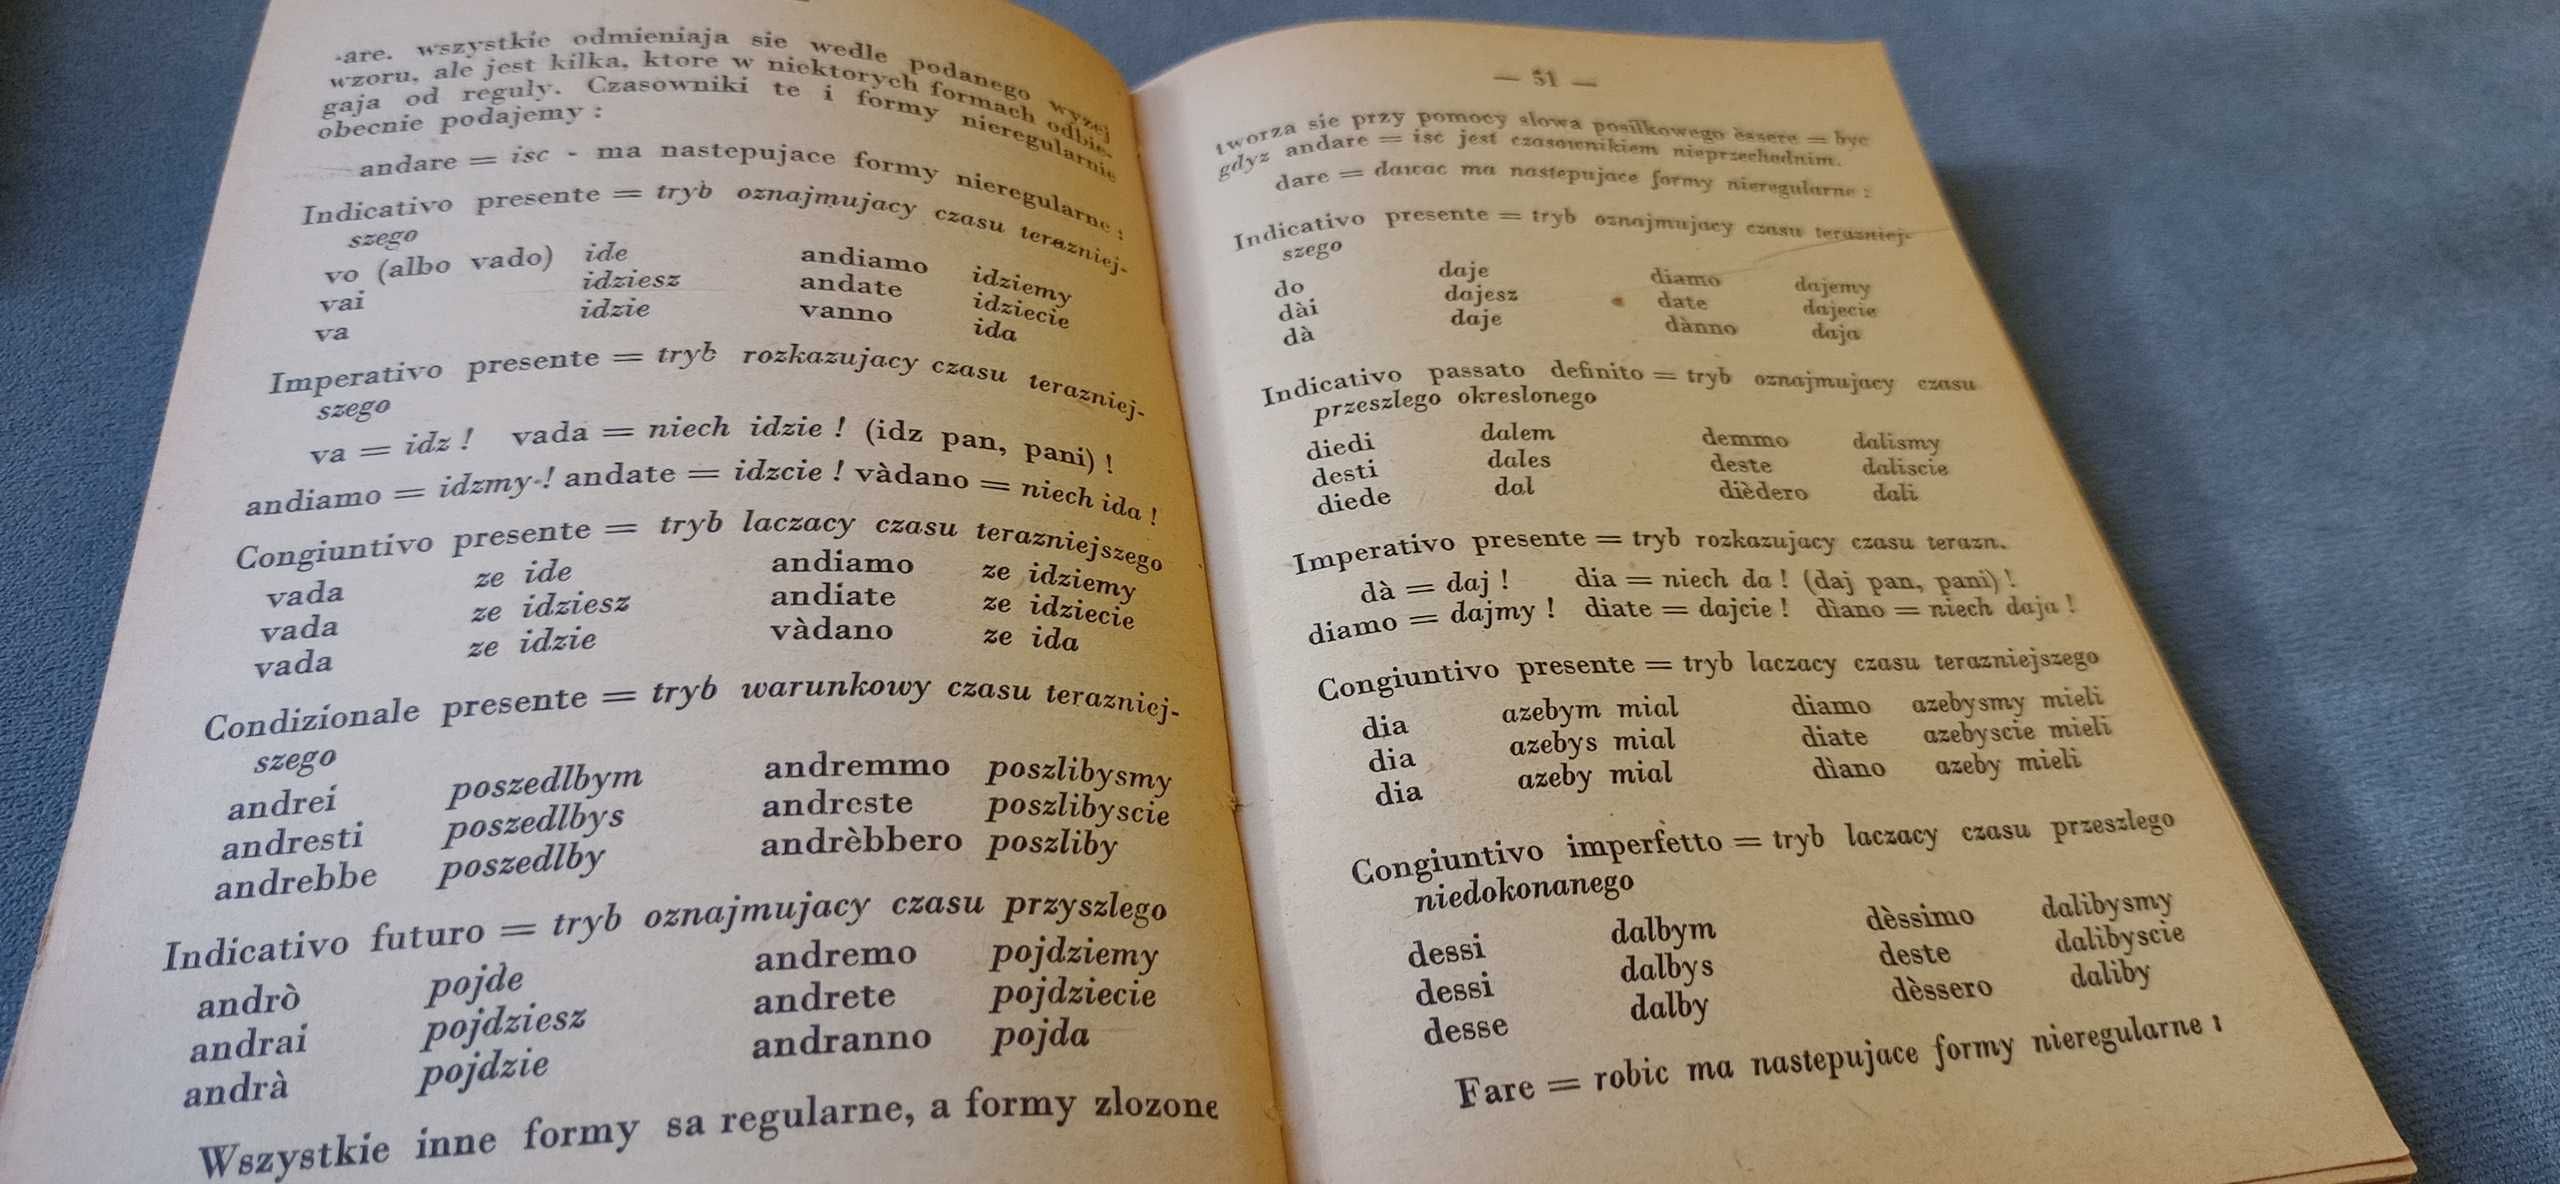 -are. wszystkie odmieniaja sie wedle podanego wyzej
wzoru, ale jest kilka, ktore w niektorych formach odbie-
gaja od reguly. Czasowniki te i formy nieregularnie
obecnie podajemy :
andare = isc - ma nastepujace formy nieregularne :
Indicativo presente = tryb oznajmujacy czasu terazniej-
szego
vo (albo vado) ide andiamo idziemy
vai idziesz andate idziecie
va idzie vanno ida
Imperativo presente = tryb rozkazujacy czasu terazniej-
szego
va = idz ! vada = niech idzie ! (idz pan, pani) !
andiamo = idzmy-! andate = idzcie ! vàdano = niech ida !
Congiuntivo presente = tryb laczacy czasu terazniejszego
vada ze ide andiamo ze idziemy
vada ze idziesz andiate ze idziecie
vada ze idzie vàdano ze ida
Condizionale presente = tryb warunkowy czasu terazniej-
szego
andrei poszedlbym andremmo poszlibysmy
andresti poszedlbys andreste poszlibyscie
andrebbe poszedlby andrèbbero poszliby
Indicativo futuro = tryb oznajmujacy czasu przyszlego
andrò pojde andremo pojdziemy
andrai pojdziesz andrete pojdziecie
andrà pojdzie andranno pojda
Wszystkie inne formy sa regularne, a formy zlozone
— 51 —
tworza sie przy pomocy slowa posilkowego èssere = byc
gdyz andare = isc jest czasownikiem nieprzechodnim.
dare = dawac ma nastepujace formy nieregularne :
Indicativo presente = tryb oznajmujacy czasu terazniej-
szego
do daje diamo dajemy
dài dajesz date dajecie
dà daje dànno daja
Indicativo passato definito = tryb oznajmujacy czasu
przeszlego okreslonego
diedi dalem demmo dalismy
desti dales deste daliscie
diede dal dièdero dali
Imperativo presente = tryb rozkazujacy czasu terazn.
dà = daj ! dia = niech da ! (daj pan, pani) !
diamo = dajmy ! diate = dajcie ! dìano = niech daja !
Congiuntivo presente = tryb laczacy czasu terazniejszego
dia azebym mial diamo azebysmy mieli
dia azebys mial diate azebyscie mieli
dia azeby mial dìano azeby mieli
Congiuntivo imperfetto = tryb laczacy czasu przeszlego
niedokonanego
dessi dalbym dèssimo dalibysmy
dessi dalbys deste dalibyscie
desse dalby dèssero daliby
Fare = robic ma nastepujace formy nieregularne :